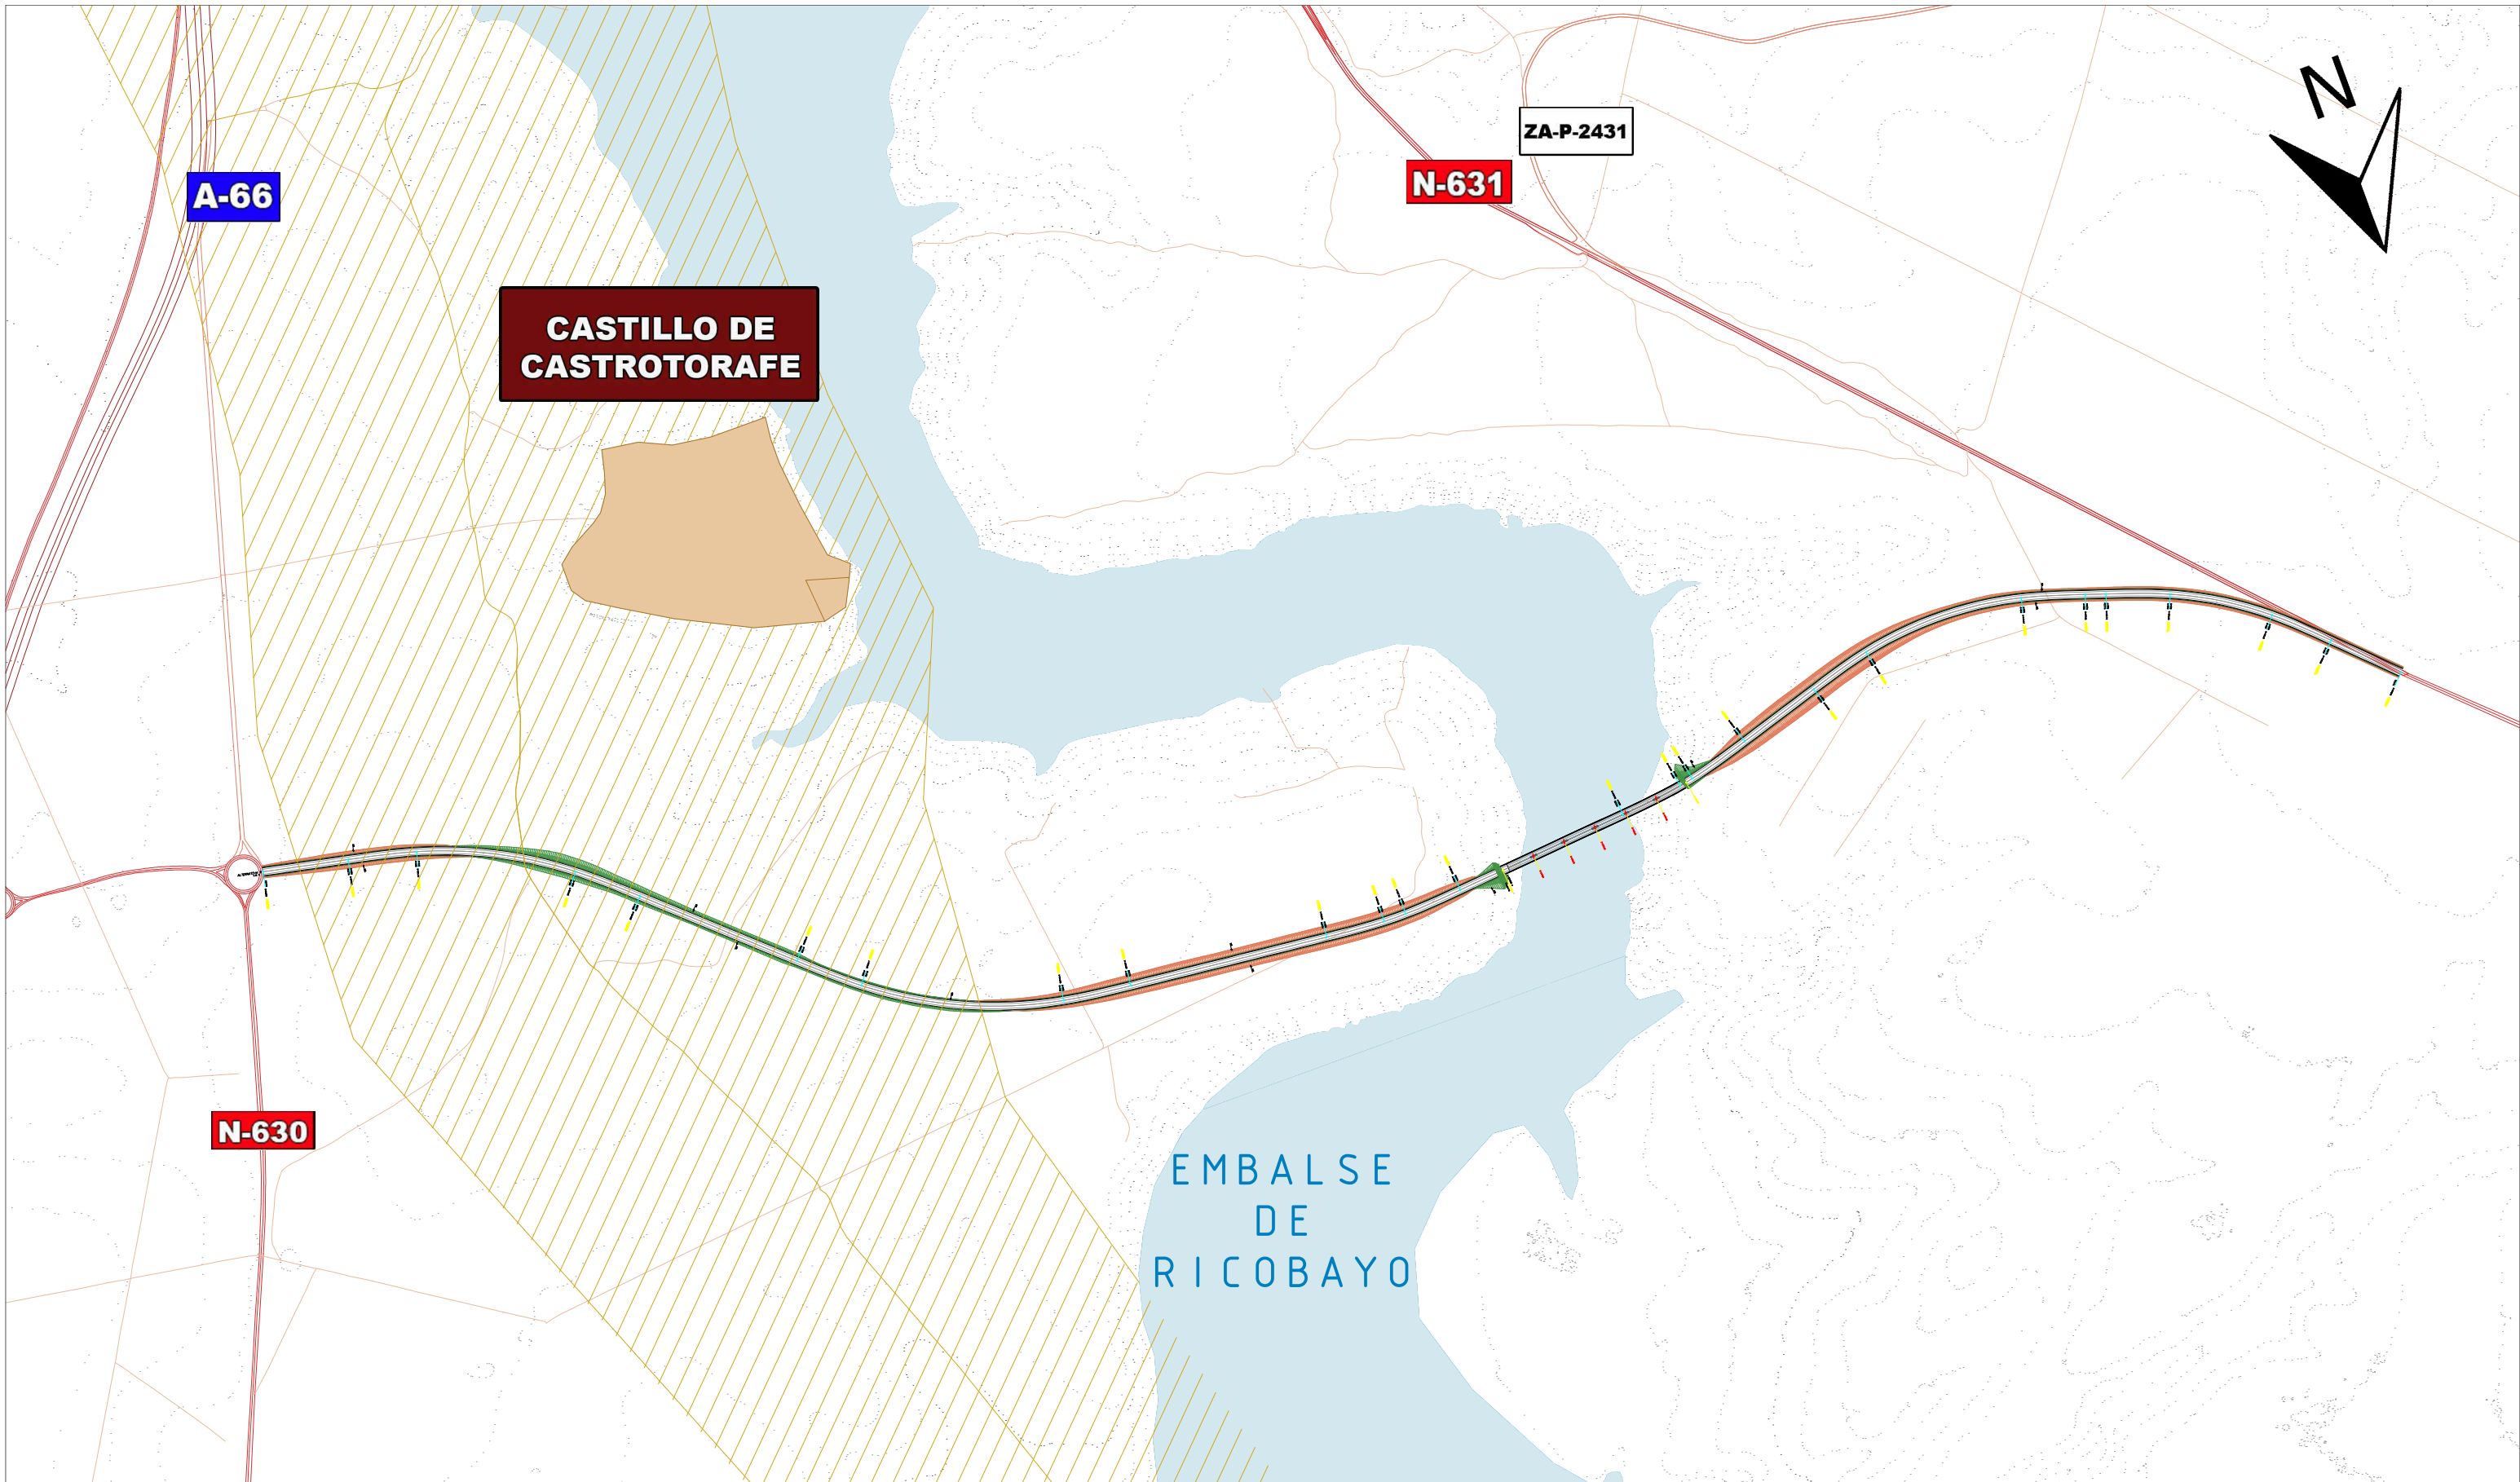 N
ZA-P-2431
N-631
A-66
CASTILLO DE
CASTROTORAFE
N-630
EMBALSE
DE
RICOBAYO